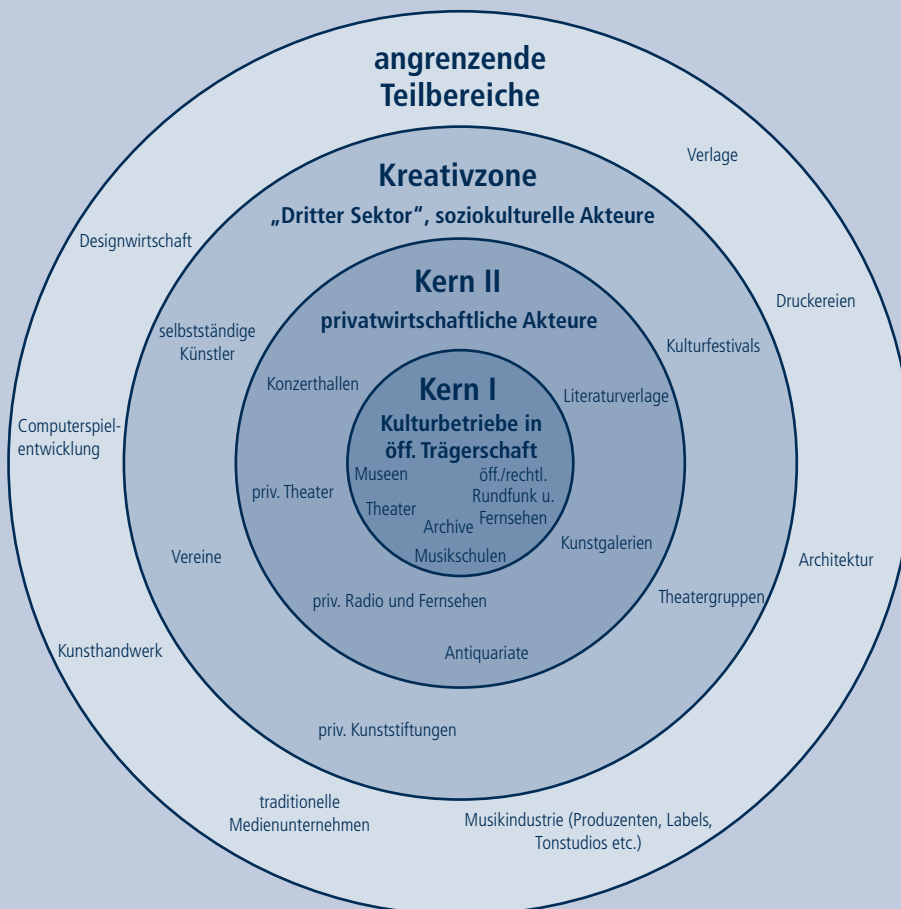 angrenzende
Teilbereiche
Verlage
Kreativzone
„Dritter Sektor“, soziokulturelle Akteure
Designwirtschaft
Kern II
Druckereien
privatwirtschaftliche Akteure
selbstständige
Künstler
Kulturfestivals
Konzerthallen
Kern I
Literaturverlage
Kulturbetriebe in
öff. Trägerschaft
Computerspiel-
entwicklung
Museen
öff./rechtl.
Rundfunk u.
Fernsehen
priv. Theater
Theater
Archive
Musikschulen
Kunstgalerien
Vereine
Architektur
priv. Radio und Fernsehen
Theatergruppen
Kunsthandwerk
Antiquariate
priv. Kunststiftungen
traditionelle
Medienunternehmen
Musikindustrie (Produzenten, Labels,
Tonstudios etc.)